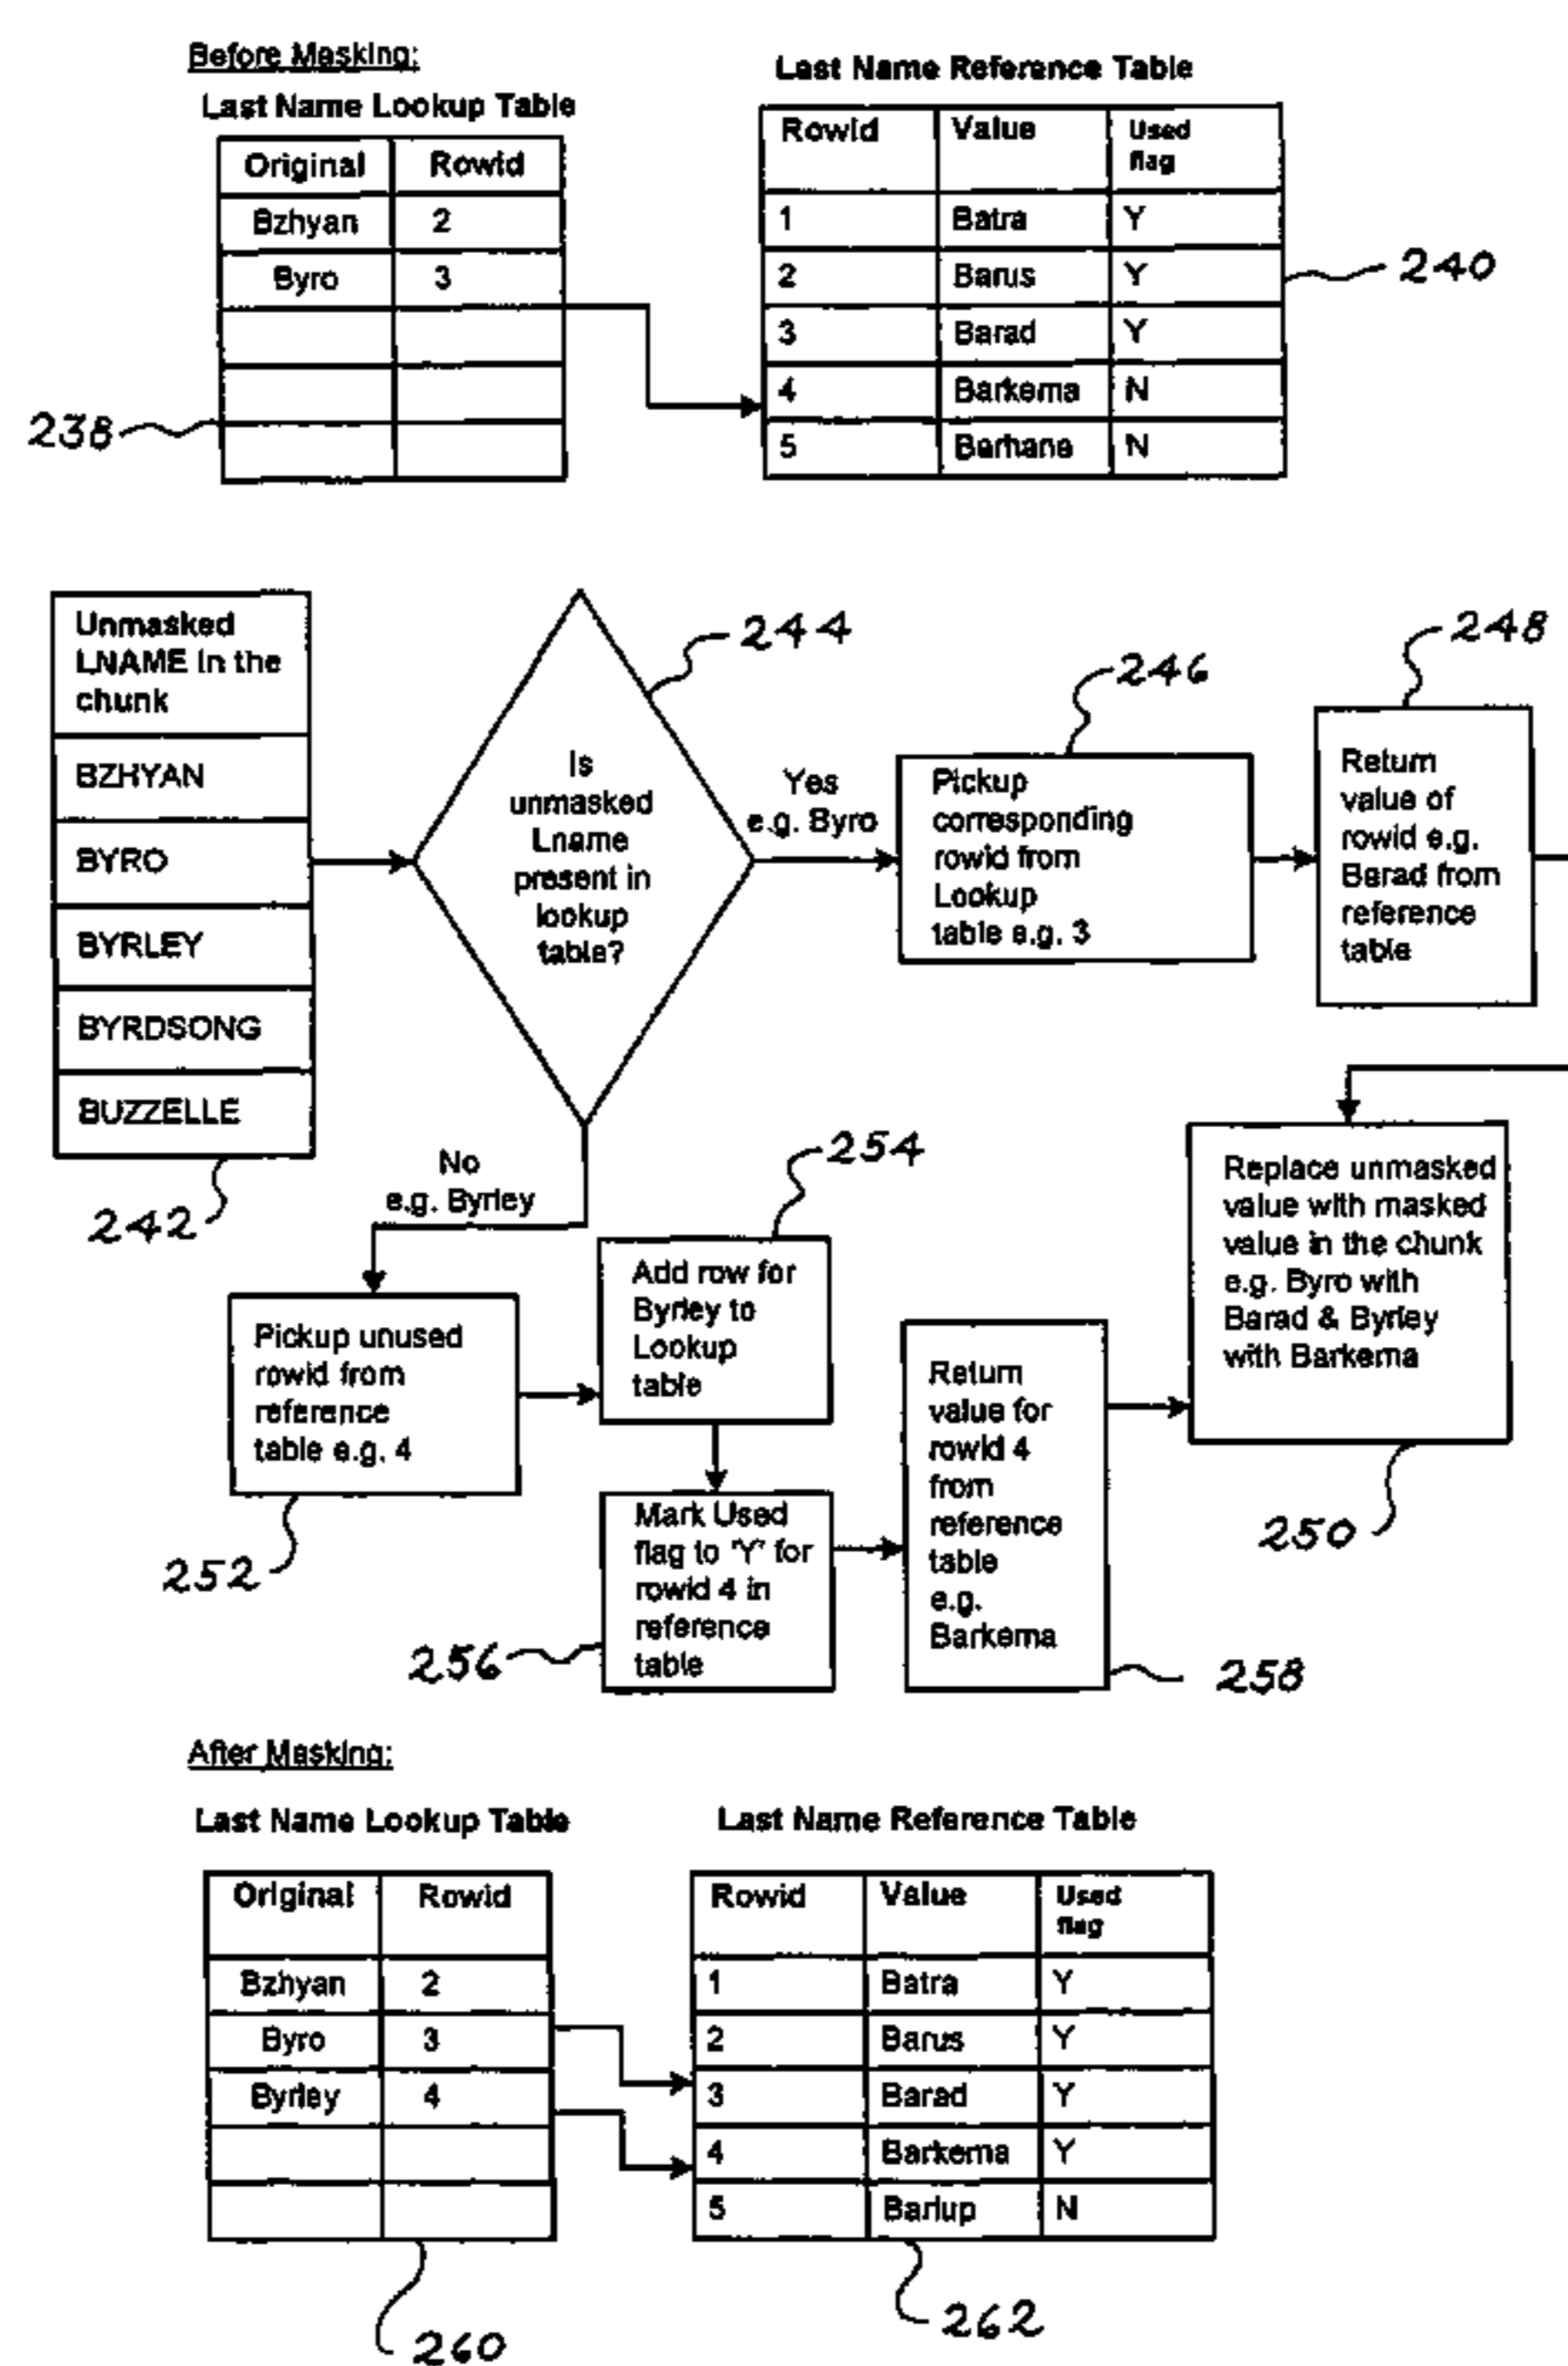 Before Masking:
Last Name Lookup Table
Original Rowid
Bzhyan 2
Byro 3
238
Last Name Reference Table
Rowid Value Used flag
1 Batra Y
2 Barus Y
3 Barad Y
4 Barkema N
5 Berhane N
240
Unmasked
LNAME in the
chunk
BZHYAN
BYRO
BYRLEY
BYRDSONG
BUZZELLE
242
Is
unmasked
Lname
present in
lookup
table?
244
Yes
e.g. Byro
Pickup
corresponding
rowid from
Lookup
table e.g. 3
246
Return
value of
rowid e.g.
Barad from
reference
table
248
No
e.g. Byrley
Pickup unused
rowid from
reference
table e.g. 4
252
Add row for
Byrley to
Lookup
table
254
Mark Used
flag to 'Y' for
rowid 4 in
reference
table
256
Return
value for
rowid 4
from
reference
table
e.g.
Barkema
258
Replace unmasked
value with masked
value in the chunk
e.g. Byro with
Barad & Byrley
with Barkema
250
After Masking:
Last Name Lookup Table
Original Rowid
Bzhyan 2
Byro 3
Byrley 4
260
Last Name Reference Table
Rowid Value Used flag
1 Batra Y
2 Barus Y
3 Barad Y
4 Barkema Y
5 Barlup N
262